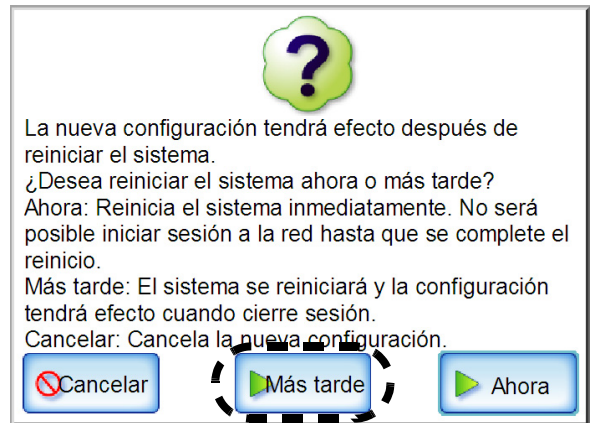 ?
La nueva configuración tendrá efecto después de
reiniciar el sistema.
¿Desea reiniciar el sistema ahora o más tarde?
Ahora: Reinicia el sistema inmediatamente. No será
posible iniciar sesión a la red hasta que se complete el
reinicio.
Más tarde: El sistema se reiniciará y la configuración
tendrá efecto cuando cierre sesión.
Cancelar: Cancela la nueva configuración.
Cancelar Más tarde Ahora